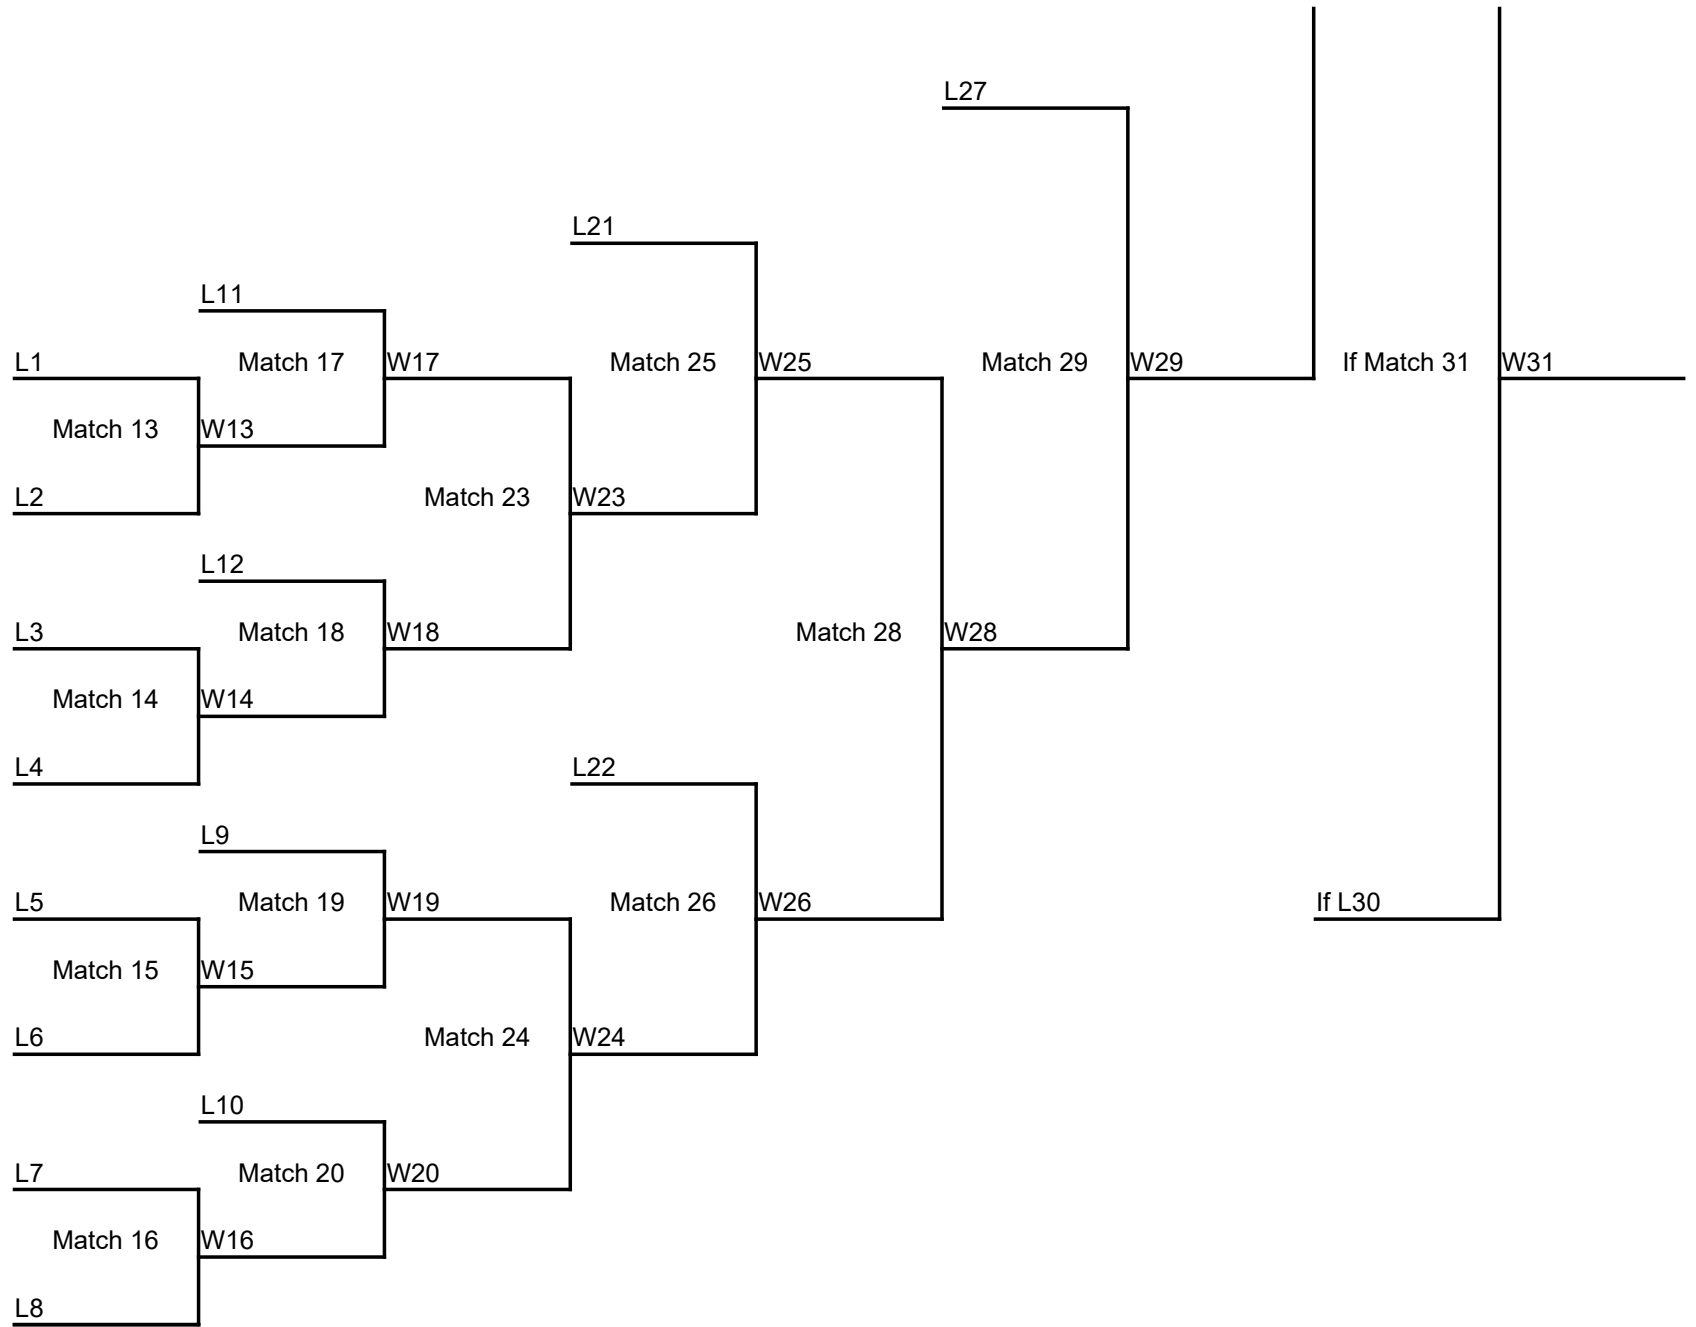 L27
L21
L11
L1
Match 17
W17
Match 25
W25
Match 29
W29
If Match 31
W31
Match 13
W13
L2
Match 23
W23
L12
L3
Match 18
W18
Match 28
W28
Match 14
W14
L4
L22
L9
L5
Match 19
W19
Match 26
W26
If L30
Match 15
W15
L6
Match 24
W24
L10
L7
Match 20
W20
Match 16
W16
L8